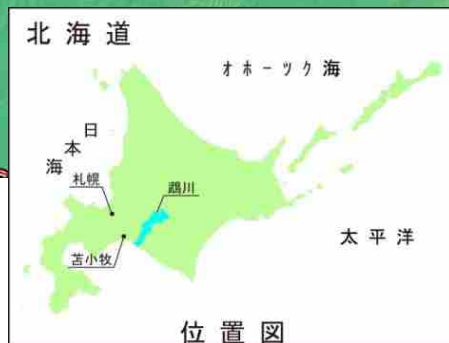 北海道
オホーツク海
日本海
札幌
鵡川
太平洋
苫小牧
位置図